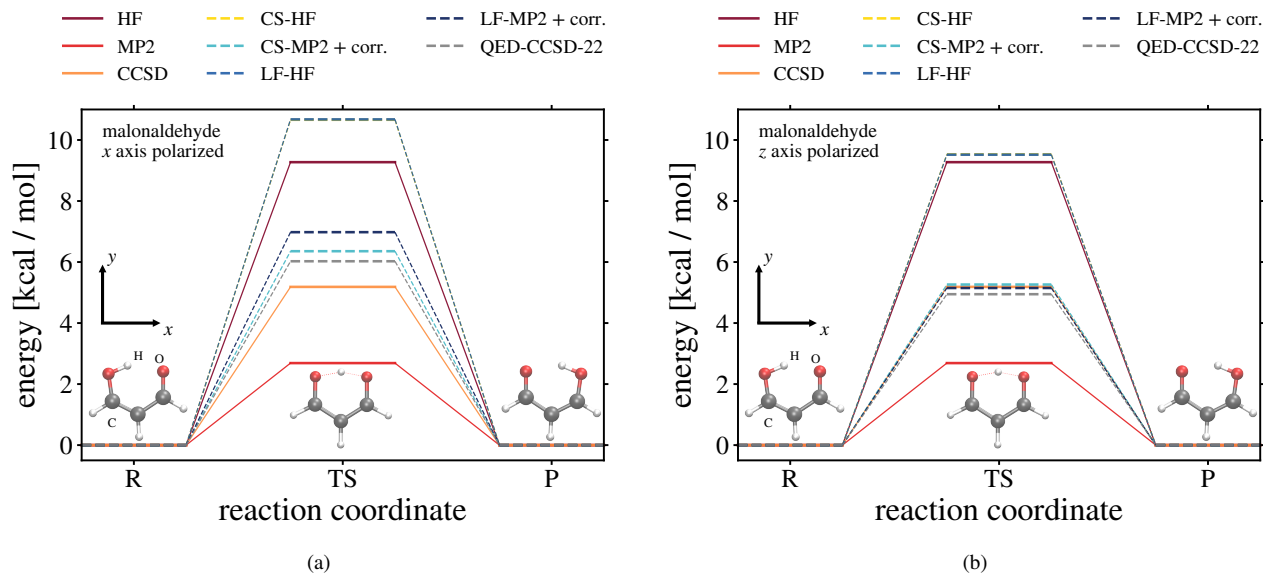 HF
MP2
CCSD
CS-HF
CS-MP2 + corr.
LF-HF
LF-MP2 + corr.
QED-CCSD-22
malonaldehyde
x axis polarized
energy [kcal / mol]
10
8
6
4
2
0
y
x
H
O
C
R
TS
P
reaction coordinate
(a)
HF
MP2
CCSD
CS-HF
CS-MP2 + corr.
LF-HF
LF-MP2 + corr.
QED-CCSD-22
malonaldehyde
z axis polarized
energy [kcal / mol]
10
8
6
4
2
0
y
x
H
O
C
R
TS
P
reaction coordinate
(b)